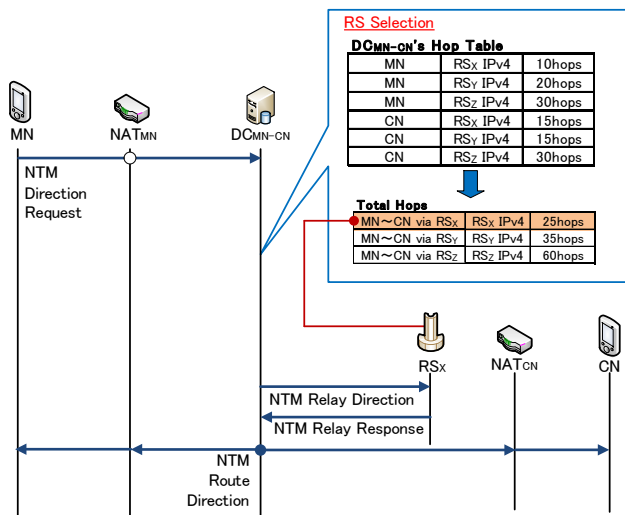 RS Selection
DCMN-CN's Hop Table
MN RSX IPv4 10hops
MN RSY IPv4 20hops
MN RSZ IPv4 30hops
CN RSX IPv4 15hops
CN RSY IPv4 15hops
CN RSZ IPv4 30hops
Total Hops
MN~CN via RSX RSX IPv4 25hops
MN~CN via RSY RSY IPv4 35hops
MN~CN via RSZ RSZ IPv4 60hops
MN NATMN DCMN-CN
NTM
Direction
Request
RSX NATCN CN
NTM Relay Direction
NTM Relay Response
NTM
Route
Direction